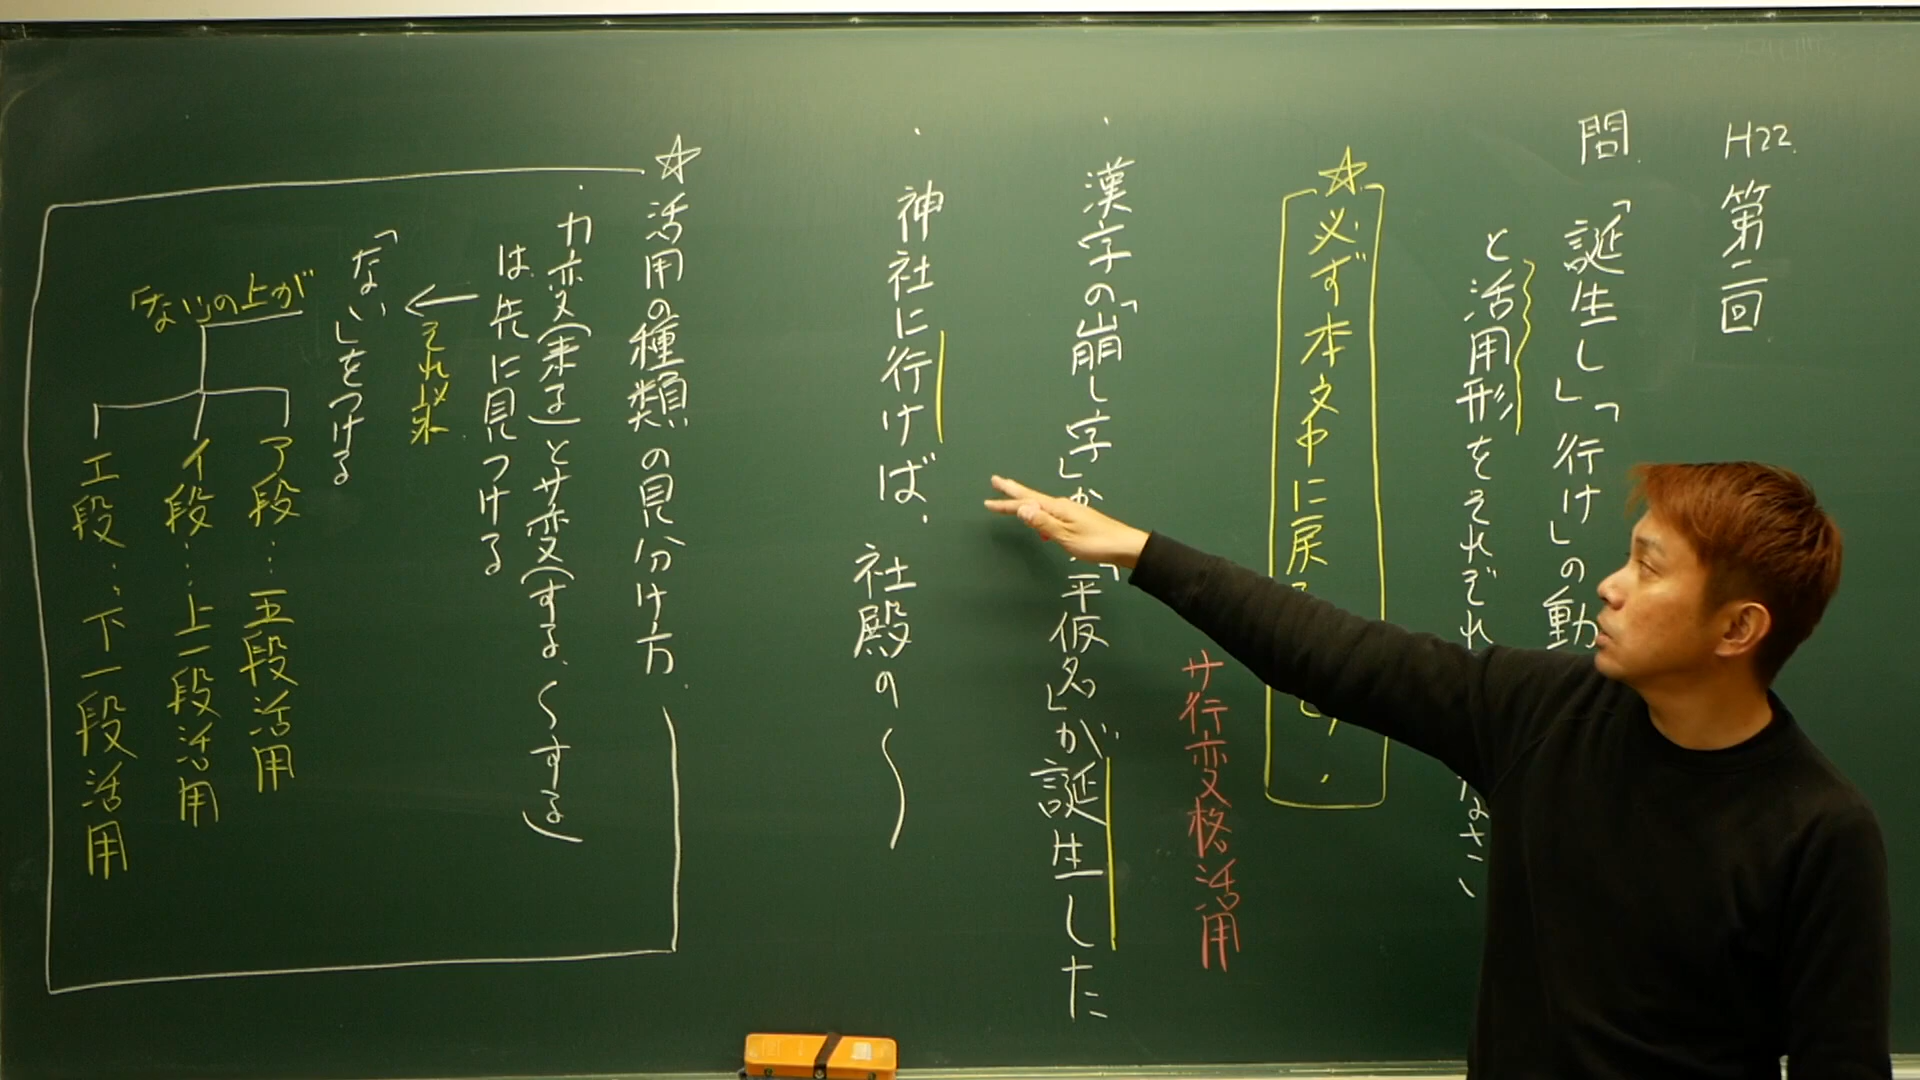 H22 第二回
問 「誕生し」「行け」の動
と活用形をそれぞれ
なさい
☆必ず本文中に戻
サ行変格活用
・漢字の「崩し字」か「平仮名」が誕生した
・神社に行けば、社殿の〜
☆活用の種類の見分け方
・カ変(来る)とサ変(する、〜する)
は先に見つける
← それ以外
「ない」をつける
「ない」の上が
ア段…五段活用
イ段…上一段活用
エ段…下一段活用